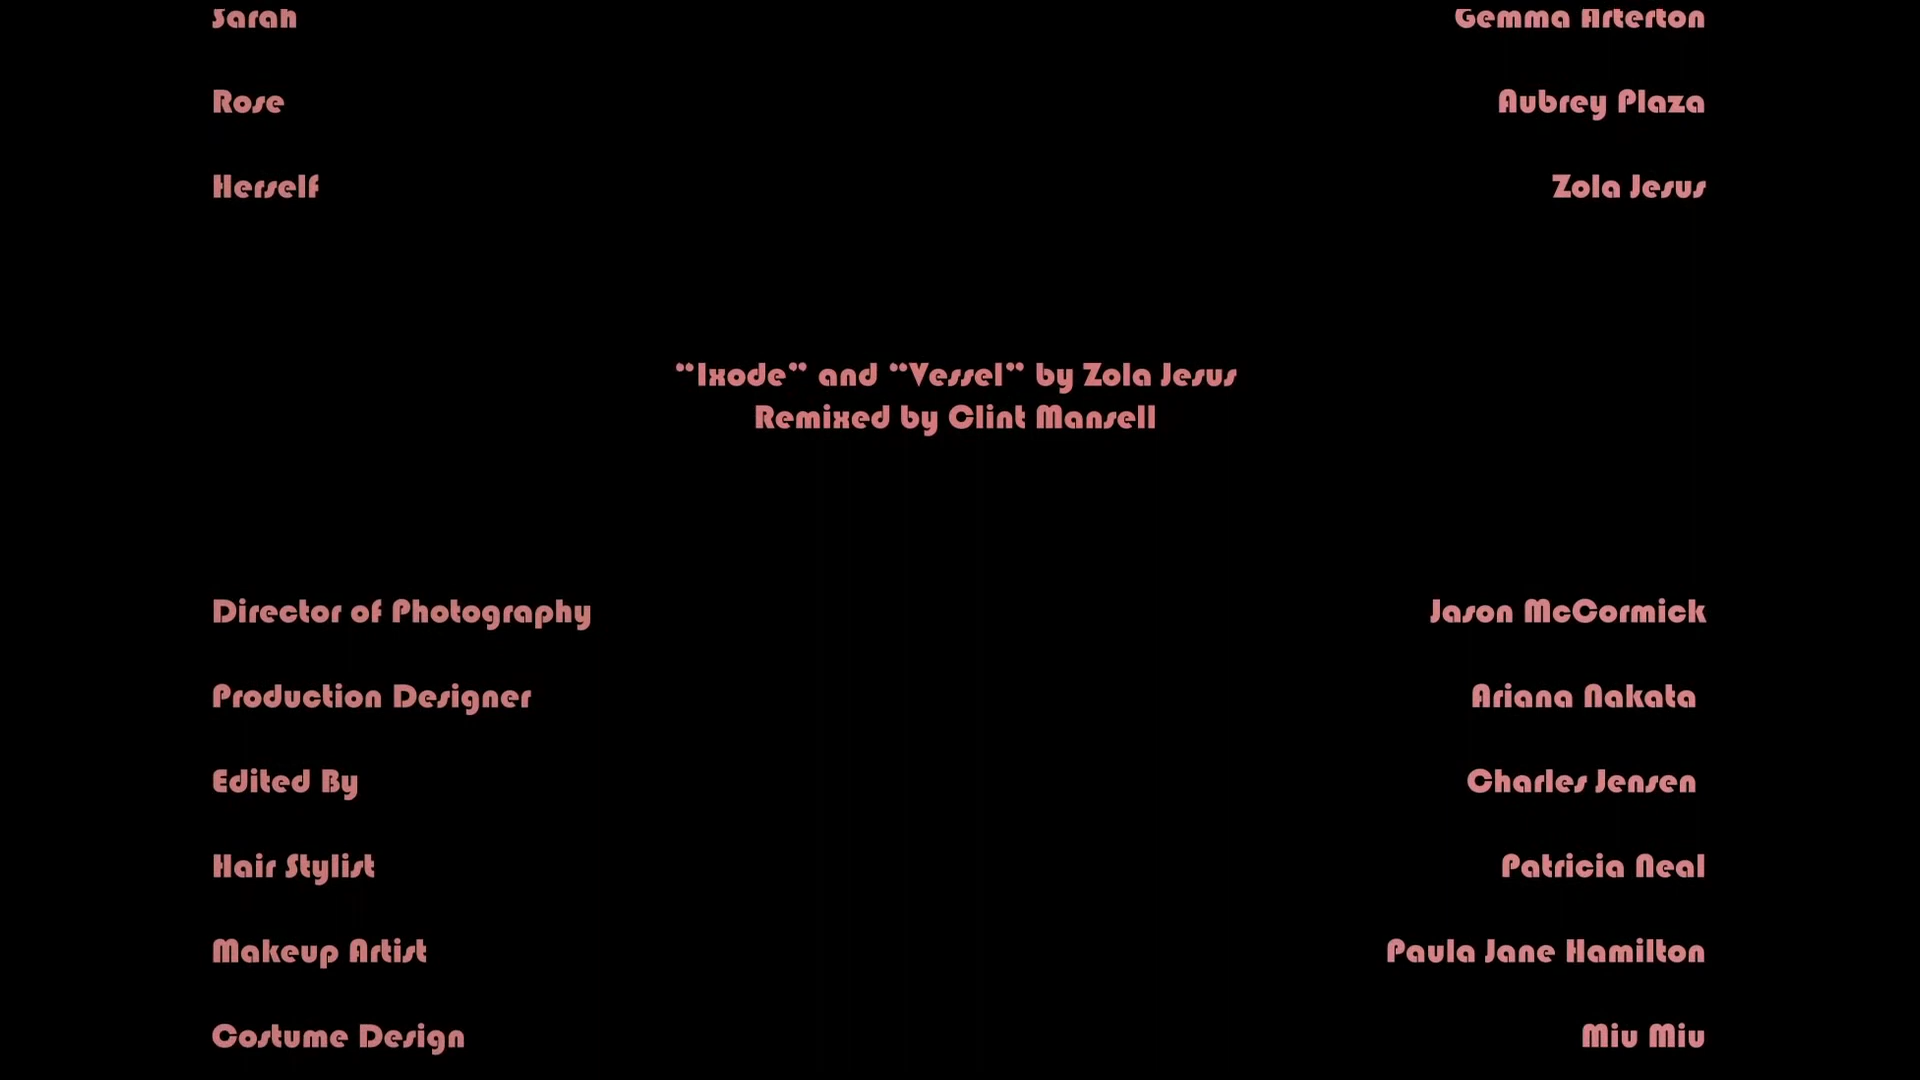 Sarah Gemma Arterton
Rose Aubrey Plaza
Herself Zola Jesus
“Ixode” and “Vessel” by Zola Jesus
Remixed by Clint Mansell
Director of Photography Jason McCormick
Production Designer Ariana Nakata
Edited By Charles Jensen
Hair Stylist Patricia Neal
Makeup Artist Paula Jane Hamilton
Costume Design Miu Miu